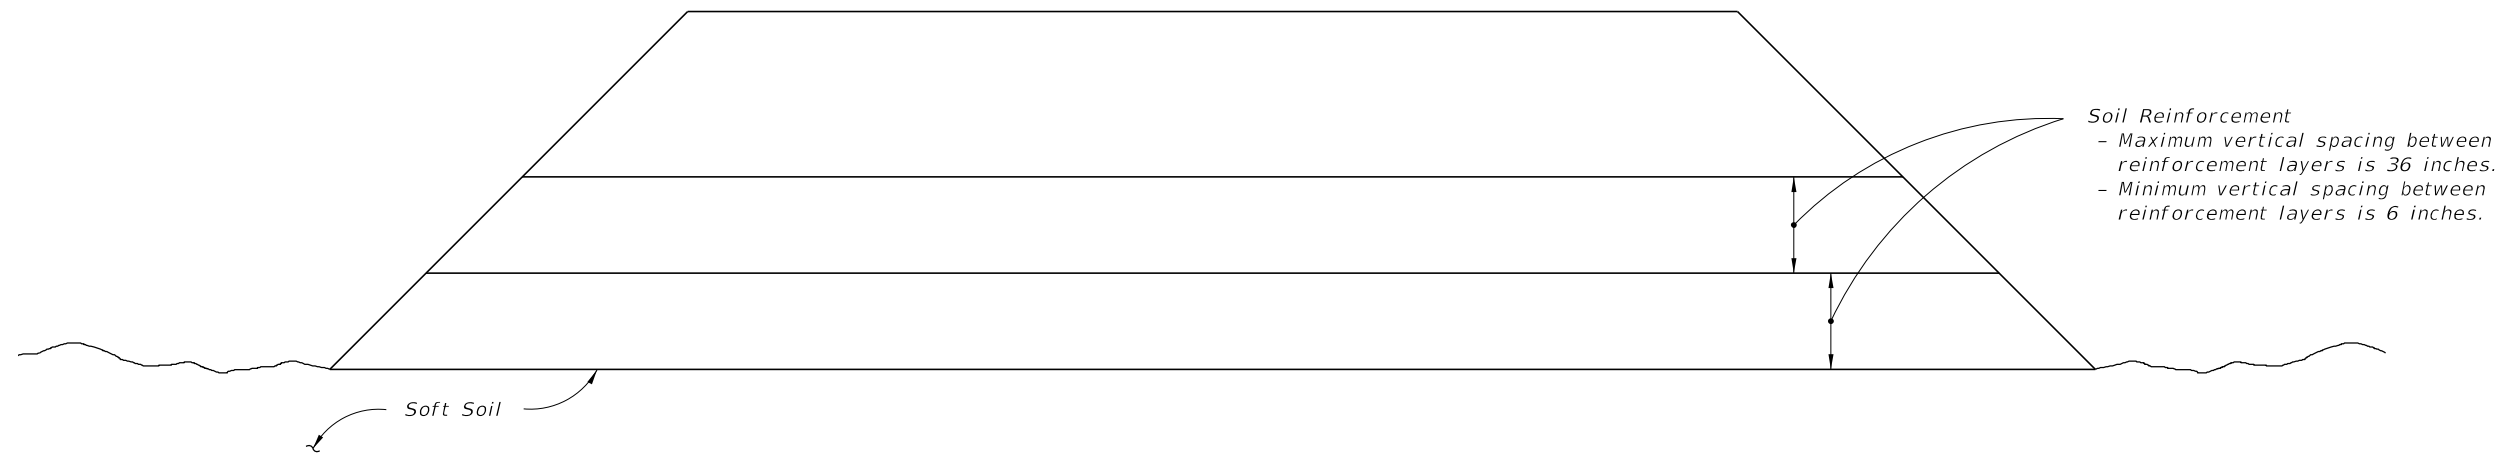 Soil Reinforcement
– Maximum vertical spacing between
reinforcement layers is 36 inches.
– Minimum vertical spacing between
reinforcement layers is 6 inches.
Soft Soil